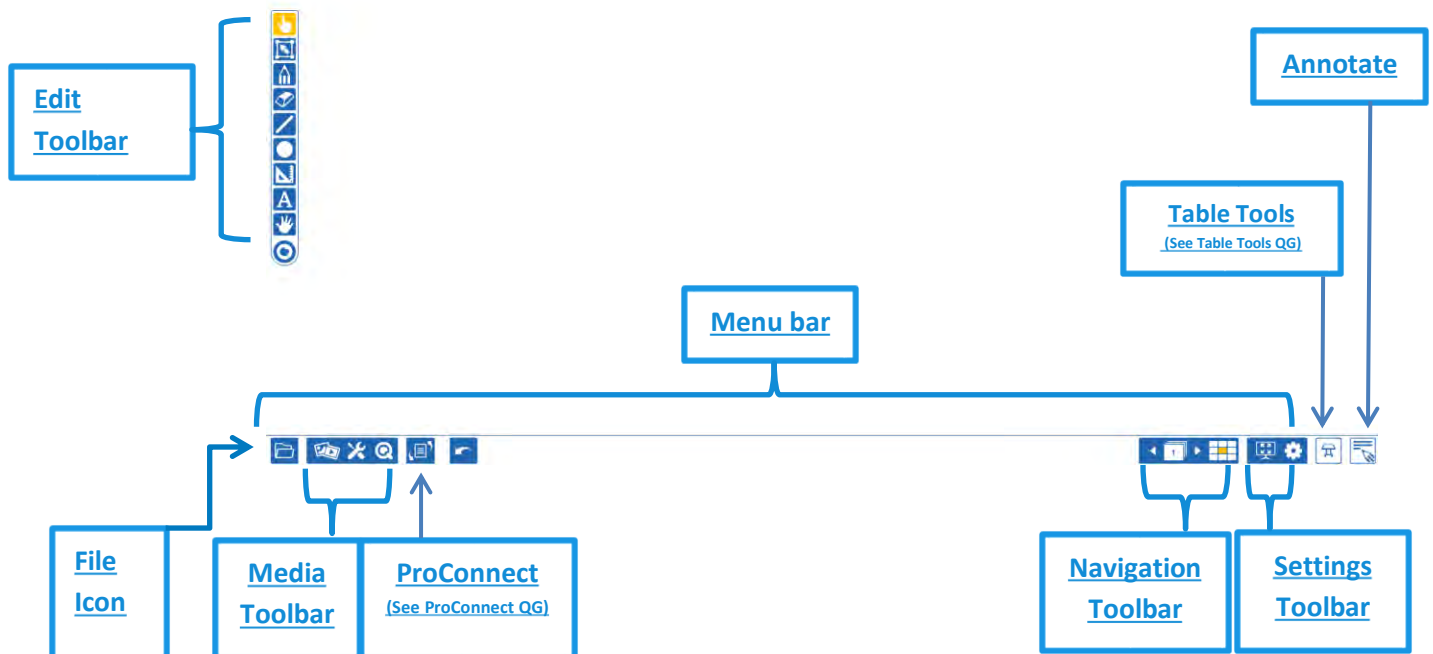 Edit
Toolbar
A
Annotate
Table Tools
(See Table Tools QG)
Menu bar
1
File
Icon
Media
Toolbar
ProConnect
(See ProConnect QG)
Navigation
Toolbar
Settings
Toolbar